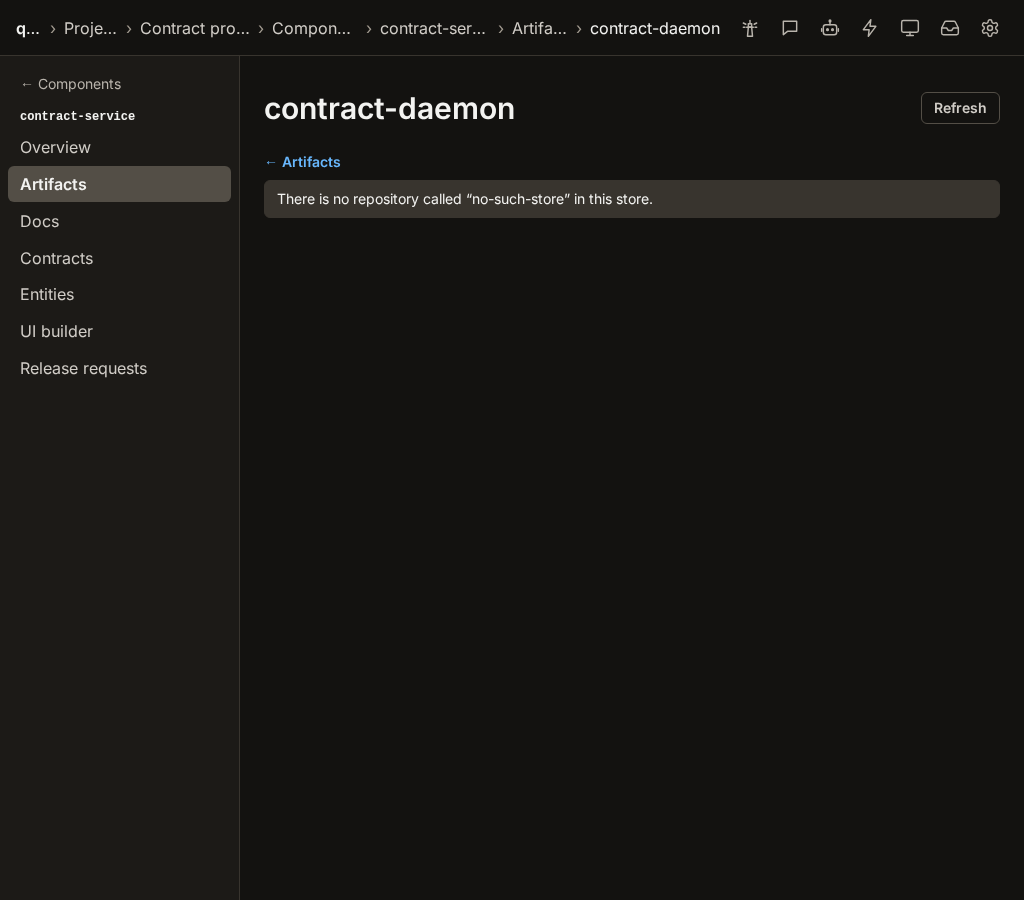 q... › Proje... › Contract pro... › Compon... › contract-ser... › Artifa... › contract-daemon
← Components
contract-service
Overview
Artifacts
Docs
Contracts
Entities
UI builder
Release requests
contract-daemon
Refresh
← Artifacts
There is no repository called “no-such-store” in this store.